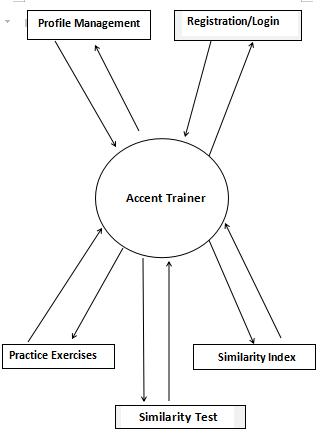 Profile Management
Registration/Login
Accent Trainer
Practice Exercises
Similarity Index
Similarity Test